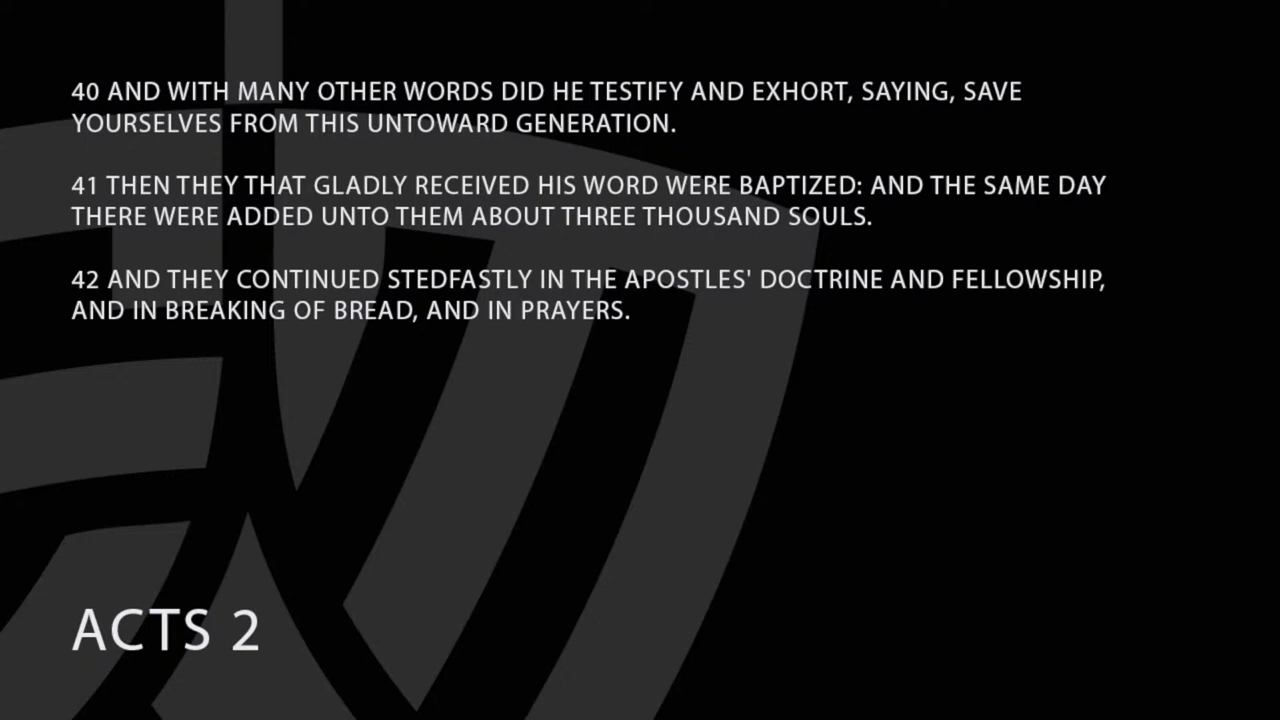 40 AND WITH MANY OTHER WORDS DID HE TESTIFY AND EXHORT, SAYING, SAVE
YOURSELVES FROM THIS UNTOWARD GENERATION.
41 THEN THEY THAT GLADLY RECEIVED HIS WORD WERE BAPTIZED: AND THE SAME DAY
THERE WERE ADDED UNTO THEM ABOUT THREE THOUSAND SOULS.
42 AND THEY CONTINUED STEDFASTLY IN THE APOSTLES' DOCTRINE AND FELLOWSHIP,
AND IN BREAKING OF BREAD, AND IN PRAYERS.
ACTS 2